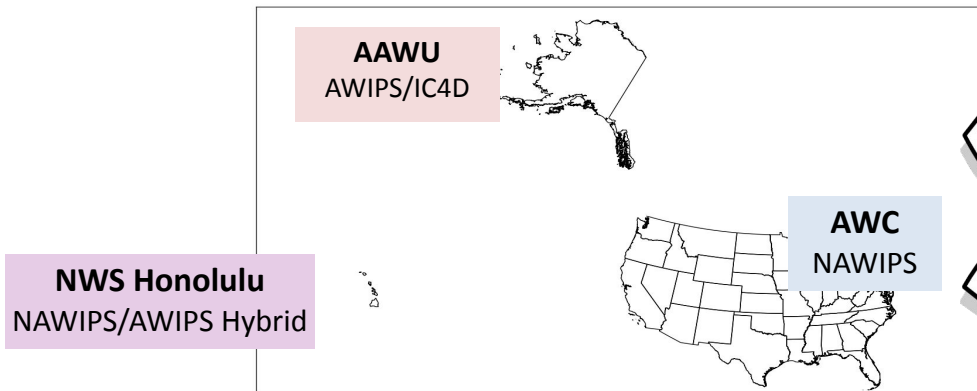 AAWU
AWIPS/IC4D
AWC
NAWIPS
NWS Honolulu
NAWIPS/AWIPS Hybrid